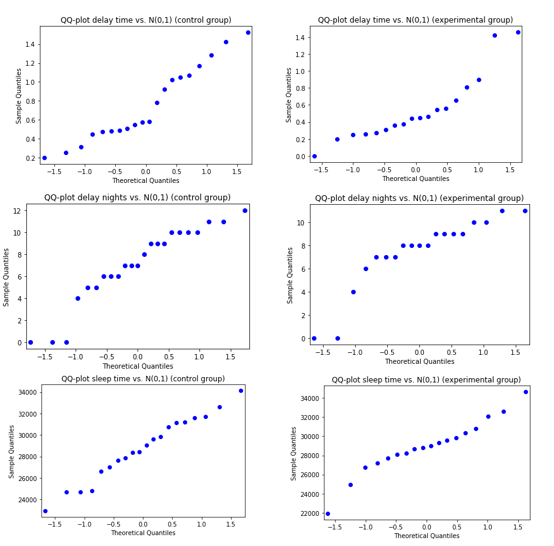 QQ-plot delay time vs. N(0,1) (control group)
Sample Quantiles
1.4
1.2
1.0
0.8
0.6
0.4
0.2
−1.5 −1.0 −0.5 0.0 0.5 1.0 1.5
Theoretical Quantiles
QQ-plot delay time vs. N(0,1) (experimental group)
Sample Quantiles
1.4
1.2
1.0
0.8
0.6
0.4
0.2
0.0
−1.5 −1.0 −0.5 0.0 0.5 1.0 1.5
Theoretical Quantiles
QQ-plot delay nights vs. N(0,1) (control group)
Sample Quantiles
12
10
8
6
4
2
0
−1.5 −1.0 −0.5 0.0 0.5 1.0 1.5
Theoretical Quantiles
QQ-plot delay nights vs. N(0,1) (experimental group)
Sample Quantiles
10
8
6
4
2
0
−1.5 −1.0 −0.5 0.0 0.5 1.0 1.5
Theoretical Quantiles
QQ-plot sleep time vs. N(0,1) (control group)
Sample Quantiles
34000
32000
30000
28000
26000
24000
−1.5 −1.0 −0.5 0.0 0.5 1.0 1.5
Theoretical Quantiles
QQ-plot sleep time vs. N(0,1) (experimental group)
Sample Quantiles
34000
32000
30000
28000
26000
24000
22000
−1.5 −1.0 −0.5 0.0 0.5 1.0 1.5
Theoretical Quantiles